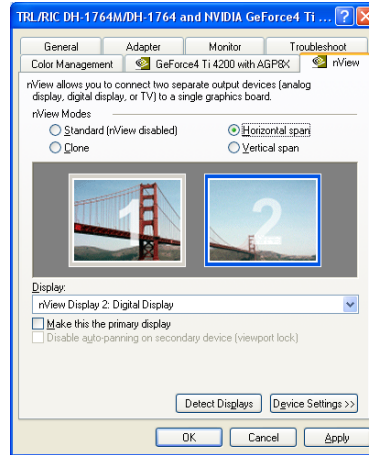 TRL/RIC DH-1764M/DH-1764 and NVIDIA GeForce4 Ti ...
General Adapter Monitor Troubleshoot
Color Management GeForce4 Ti 4200 with AGP8X nView
nView allows you to connect two separate output devices (analog
display, digital display, or TV) to a single graphics board.
nView Modes
Standard (nView disabled) Horizontal span
Clone Vertical span
1 2
Display:
nView Display 2: Digital Display
Make this the primary display
Disable auto-panning on secondary device (viewport lock)
Detect Displays Device Settings >>
OK Cancel Apply